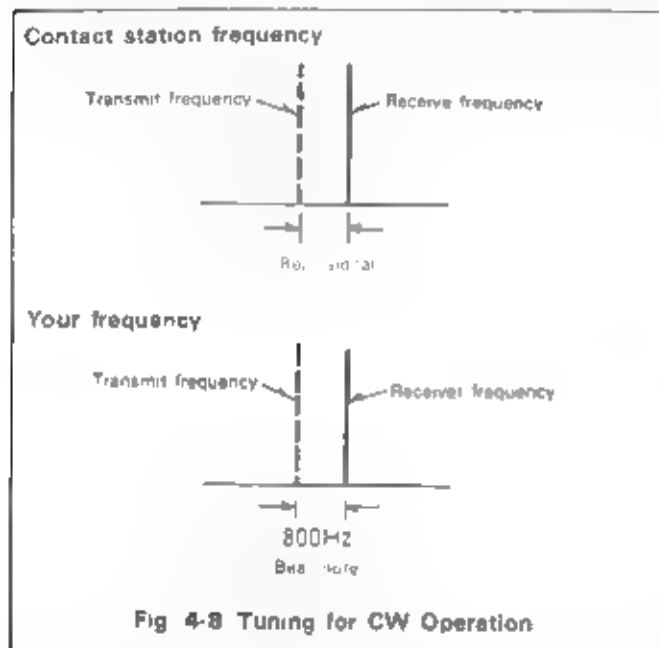 Contact station frequency
Transmit frequency
Receive frequency
Your frequency
Transmit frequency
Receiver frequency
800Hz
Fig 4-8 Tuning for CW Operation